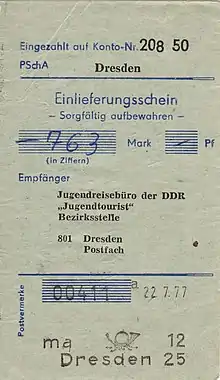 Eingezahlt auf Konto-Nr. 208 50
PSchA Dresden
Einlieferungsschein
– Sorgfältig aufbewahren –
—763 Mark — Pf
(in Ziffern)
Empfänger
Jugendreisebüro der DDR
„Jugendtourist”
Bezirksstelle
801 Dresden
Postfach
Postvermerke
00411 a 22.7.77
ma 12
Dresden 25